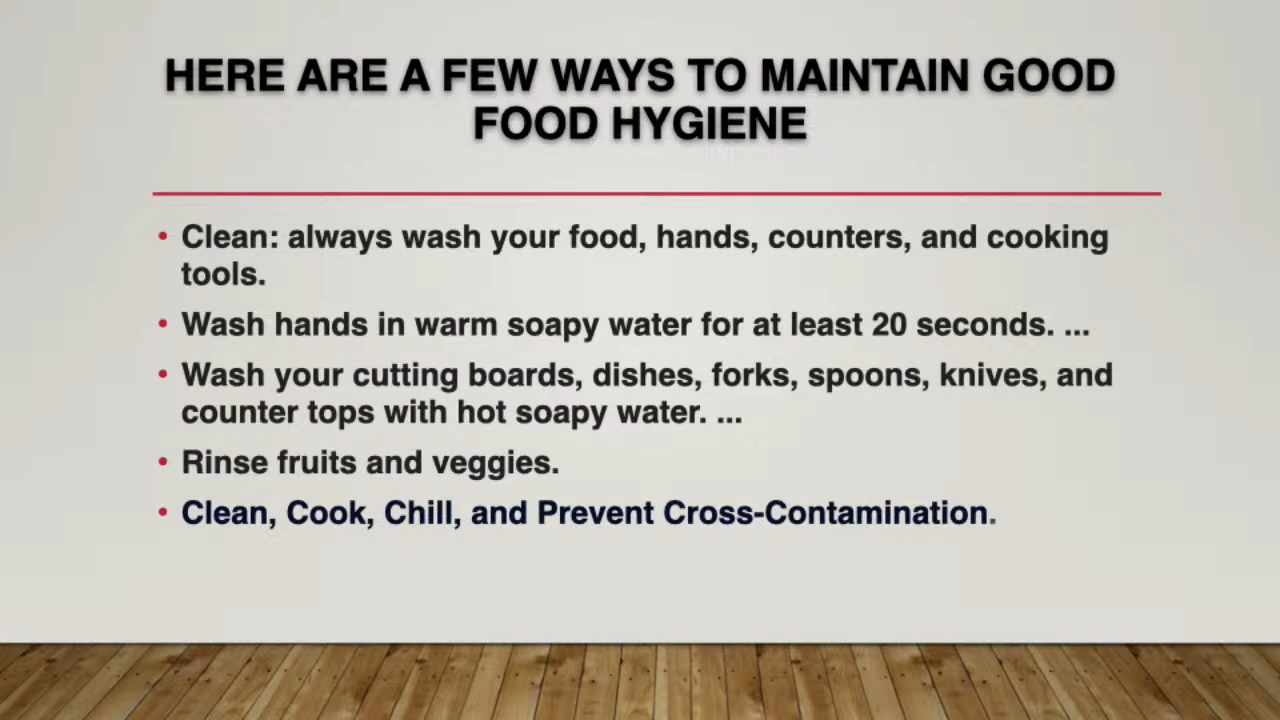 HERE ARE A FEW WAYS TO MAINTAIN GOOD
FOOD HYGIENE
• Clean: always wash your food, hands, counters, and cooking
tools.
• Wash hands in warm soapy water for at least 20 seconds. ...
• Wash your cutting boards, dishes, forks, spoons, knives, and
counter tops with hot soapy water. ...
• Rinse fruits and veggies.
• Clean, Cook, Chill, and Prevent Cross-Contamination.